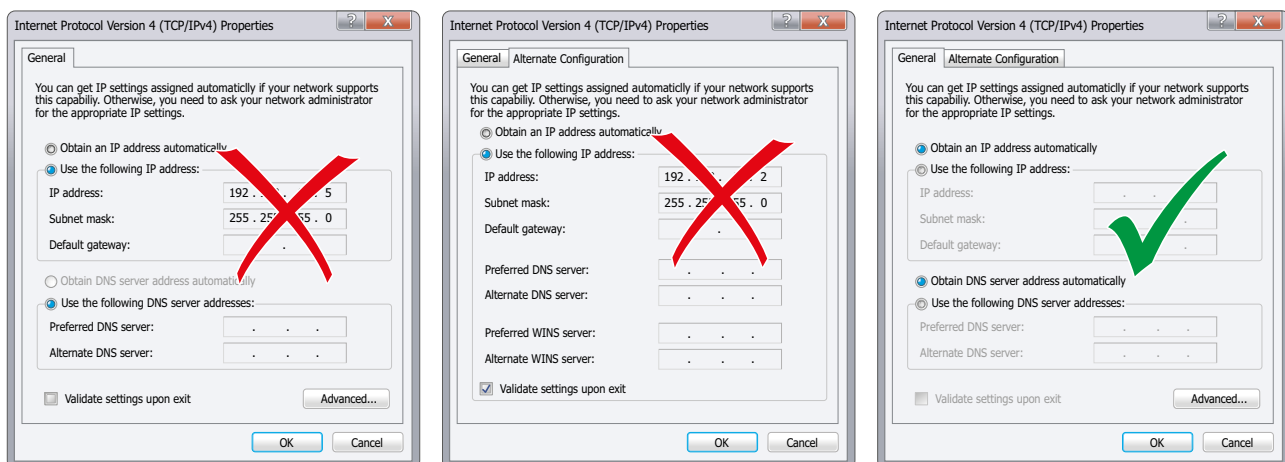 Internet Protocol Version 4 (TCP/IPv4) Properties
General
You can get IP settings assigned automaticlly if your network supports
this capabiliy. Otherwise, you need to ask your network administrator
for the appropriate IP settings.
Obtain an IP address automatically
Use the following IP address:
IP address: 192 . . . 5
Subnet mask: 255 . . . 0
Default gateway: . .
Obtain DNS server address automatically
Use the following DNS server addresses:
Preferred DNS server: . . .
Alternate DNS server: . . .
Validate settings upon exit
Advanced...
OK Cancel
Internet Protocol Version 4 (TCP/IPv4) Properties
General Alternate Configuration
You can get IP settings assigned automaticlly if your network supports
this capabiliy. Otherwise, you need to ask your network administrator
for the appropriate IP settings.
Obtain an IP address automatically
Use the following IP address:
IP address: 192 . . . 2
Subnet mask: 255 . . . 0
Default gateway: .
Preferred DNS server: . . .
Alternate DNS server: . . .
Preferred WINS server: . . .
Alternate WINS server: . . .
Validate settings upon exit
OK Cancel
Internet Protocol Version 4 (TCP/IPv4) Properties
General Alternate Configuration
You can get IP settings assigned automaticlly if your network supports
this capabiliy. Otherwise, you need to ask your network administrator
for the appropriate IP settings.
Obtain an IP address automatically
Use the following IP address:
IP address: . . .
Subnet mask: . .
Default gateway: . .
Obtain DNS server address automatically
Use the following DNS server addresses:
Preferred DNS server: . . .
Alternate DNS server: . . .
Validate settings upon exit
Advanced...
OK Cancel